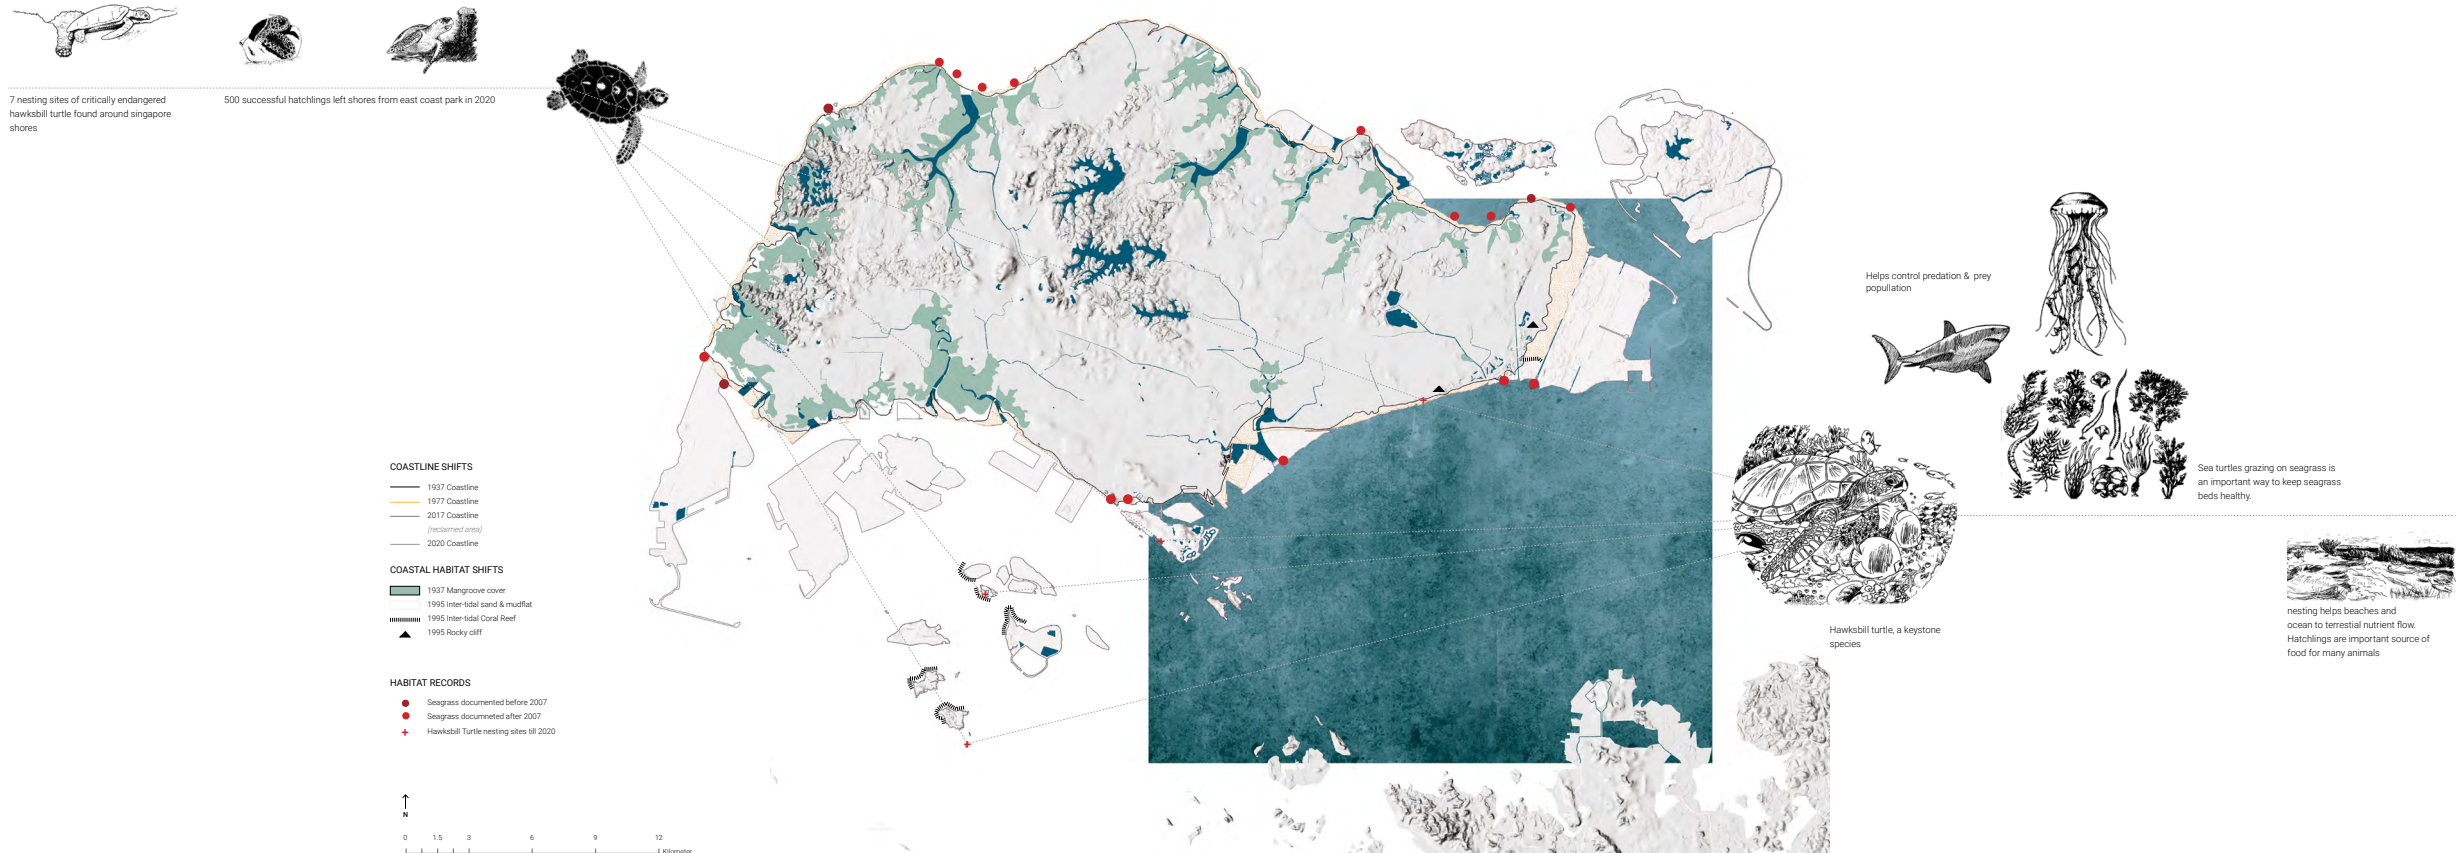 7 nesting sites of critically endangered
hawksbill turtle found around singapore
shores
500 successful hatchlings left shores from east coast park in 2020
Helps control predation & prey
popullation
Sea turtles grazing on seagrass is
an important way to keep seagrass
beds healthy.
Hawksbill turtle, a keystone
species
nesting helps beaches and
ocean to terrestial nutrient flow.
Hatchlings are important source of
food for many animals
COASTLINE SHIFTS
1937 Coastline
1977 Coastline
2017 Coastline
(reclaimed area)
2020 Coastline
COASTAL HABITAT SHIFTS
1937 Mangroove cover
1995 Inter-tidal sand & mudflat
1995 Inter-tidal Coral Reef
1995 Rocky cliff
HABITAT RECORDS
Seagrass documented before 2007
Seagrass documneted after 2007
Hawksbill Turtle nesting sites till 2020
N
0 1.5 3 6 9 12
Kilometer